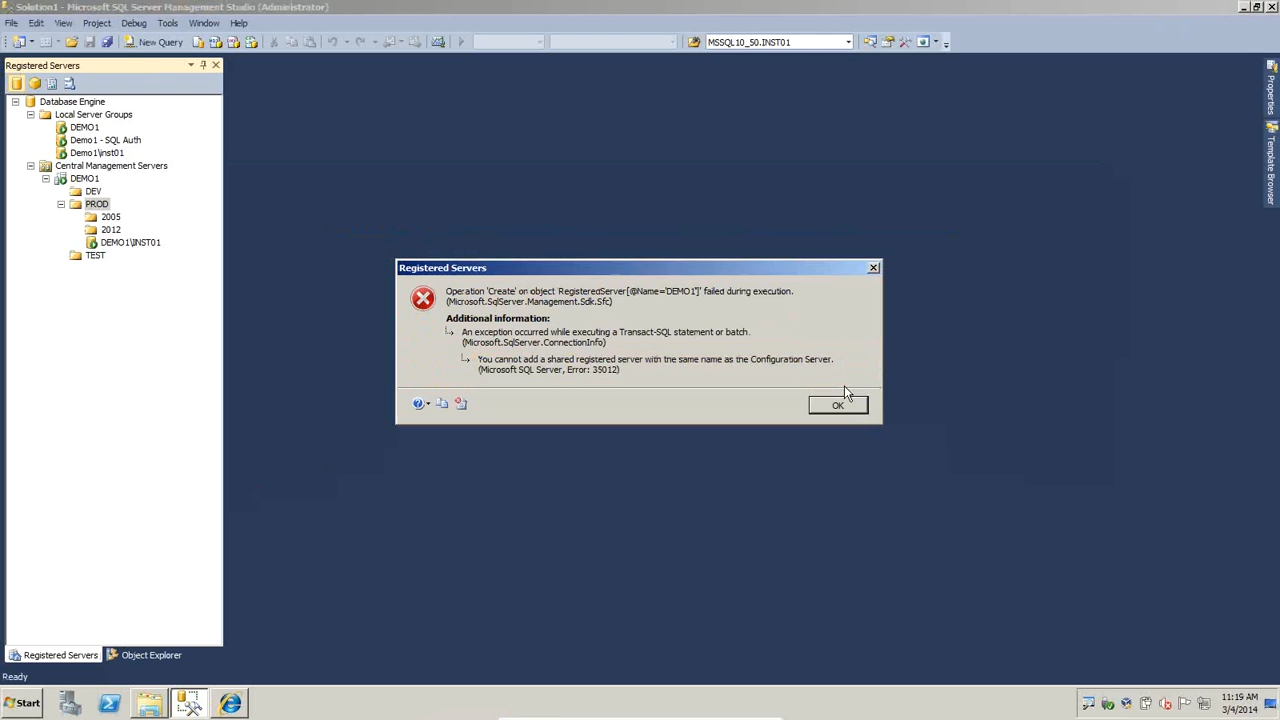 Solution1 - Microsoft SQL Server Management Studio (Administrator)
File Edit View Project Debug Tools Window Help
New Query
MSSQL10_50.INST01
Registered Servers
Database Engine
Local Server Groups
DEMO1
Demo1 - SQL Auth
Demo1\inst01
Central Management Servers
DEMO1
DEV
PROD
2005
2012
DEMO1\INST01
TEST
Registered Servers
Operation 'Create' on object 'RegisteredServer[@Name='DEMO1']' failed during execution.
(Microsoft.SqlServer.Management.Sdk.Sfc)
Additional information:
An exception occurred while executing a Transact-SQL statement or batch.
(Microsoft.SqlServer.ConnectionInfo)
You cannot add a shared registered server with the same name as the Configuration Server.
(Microsoft SQL Server, Error: 35012)
OK
Properties
Template Browser
Registered Servers Object Explorer
Ready
Start
11:19 AM
3/4/2014